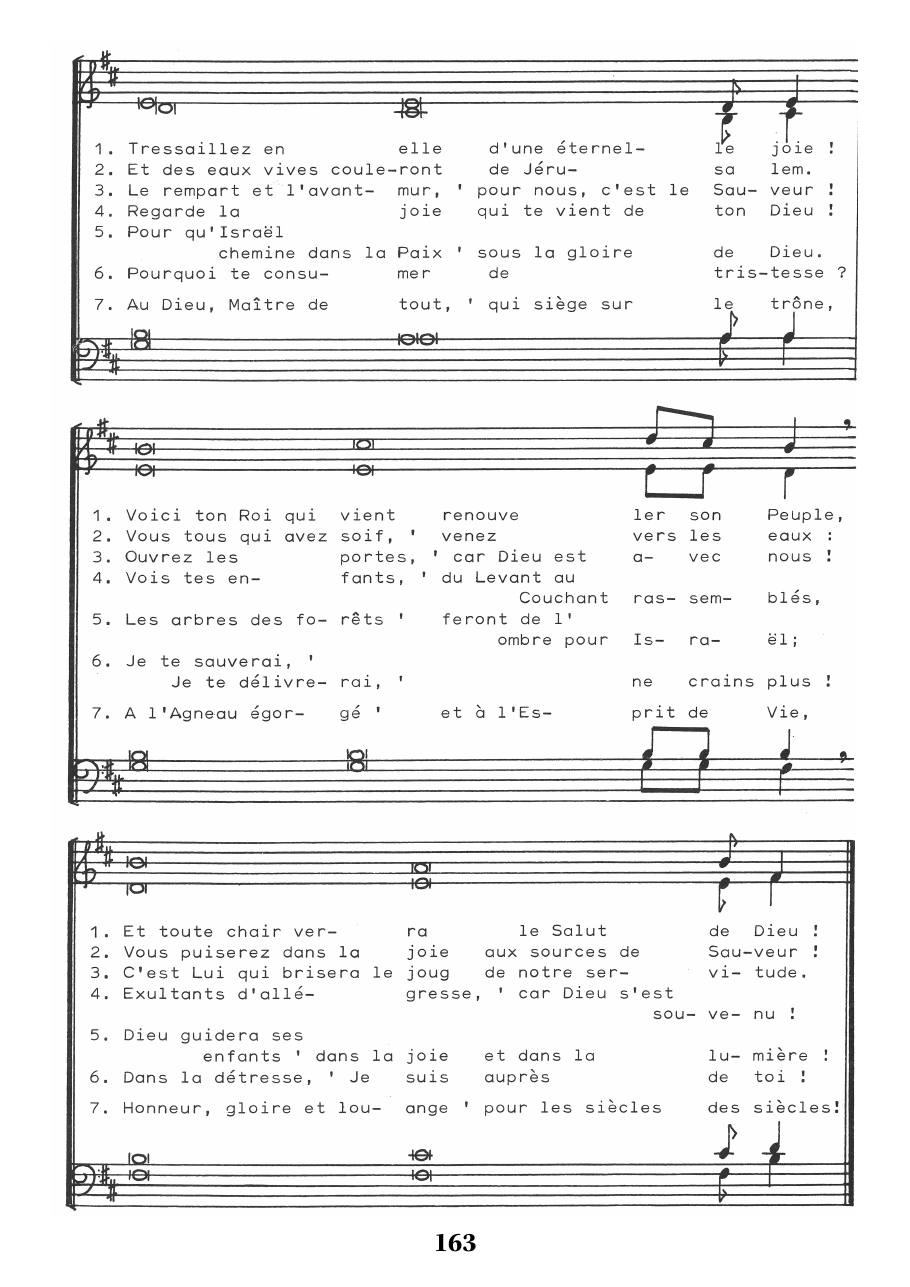 1. Tressaillez en elle d'une éternel- le joie !
2. Et des eaux vives coule-ront de Jéru- sa lem.
3. Le rempart et l'avant- mur, ' pour nous, c'est le Sau- veur !
4. Regarde la joie qui te vient de ton Dieu !
5. Pour qu'Israël
chemine dans la Paix ' sous la gloire de Dieu.
6. Pourquoi te consu- mer de tris-tesse ?
7. Au Dieu, Maître de tout, ' qui siège sur le trône,
1. Voici ton Roi qui vient renouve ler son Peuple,
2. Vous tous qui avez soif, ' venez vers les eaux :
3. Ouvrez les portes, ' car Dieu est a- vec nous !
4. Vois tes en- fants, ' du Levant au
Couchant ras- sem- blés,
5. Les arbres des fo- rêts ' feront de l'
ombre pour Is- ra- ël;
6. Je te sauverai, '
Je te délivre- rai, ' ne crains plus !
7. A l'Agneau égor- gé ' et à l'Es- prit de Vie,
1. Et toute chair ver- ra le Salut de Dieu !
2. Vous puiserez dans la joie aux sources de Sau-veur !
3. C'est Lui qui brisera le joug de notre ser- vi- tude.
4. Exultants d'allé- gresse, ' car Dieu s'est
sou- ve- nu !
5. Dieu guidera ses
enfants ' dans la joie et dans la lu- mière !
6. Dans la détresse, ' Je suis auprès de toi !
7. Honneur, gloire et lou- ange ' pour les siècles des siècles!
163